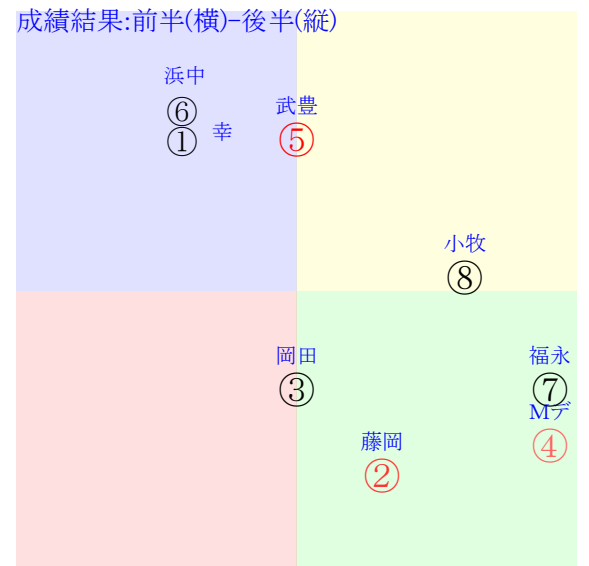 成績結果:前半(横)−後半(縦)
浜中
⑥
武豊
①
幸
⑤
小牧
⑧
岡田
福永
③
⑦
Mデ
藤岡
④
②